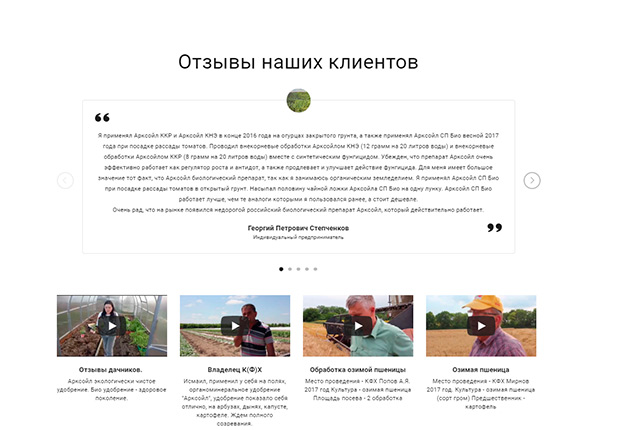 Отзывы наших клиентов
Я применял Арксойл ККР и Арксойл КНЭ в конце 2016 года на огурцах закрытого грунта, а также применял Арксойл СП Био весной 2017
года при посадке рассады томатов. Проводил внекорневые обработки Арксойлом КНЭ (12 грамм на 20 литров воды) и внекорневые
обработки Арксойлом ККР (8 грамм на 20 литров воды) вместе с синтетическим фунгицидом. Убежден, что препарат Арксойл очень
эффективно работает как регулятор роста и антидот, а также продлевает и улучшает действие фунгицида. Для меня имеет большое
значение тот факт, что Арксойл биологический препарат, так как я занимаюсь органическим земледелием. Я применял Арксойл СП Био
при посадке рассады томатов в открытый грунт. Насыпал половину чайной ложки Арксойла СП Био на одну лунку. Арксойл СП Био
работает лучше, чем те аналоги которыми я пользовался ранее, а стоит дешевле.
Очень рад, что на рынке появился недорогой российский биологический препарат Арксойл, который действительно работает.
Георгий Петрович Степченков
Индивидуальный предприниматель
Отзывы дачников.
Арксойл экологически чистое
удобрение. Био удобрение - здоровое
поколение.
Владелец К(Ф)Х
Исмаил, применил у себя на полях,
органоминеральное удобрение
"Арксойл", удобрение показало себя
отлично, на арбузах, дынях, капусте,
картофеле. Ждем полного
созревания.
Обработка озимой пшеницы
Место проведения - КФХ Попов А.Я.
2017 год Культура - озимая пшеница
Площадь посева - 2 обработка
Озимая пшеница
Место проведения - КФХ Мирнов
2017 год. Культура - озимая пшеница
(сорт гром) Предшественник -
картофель